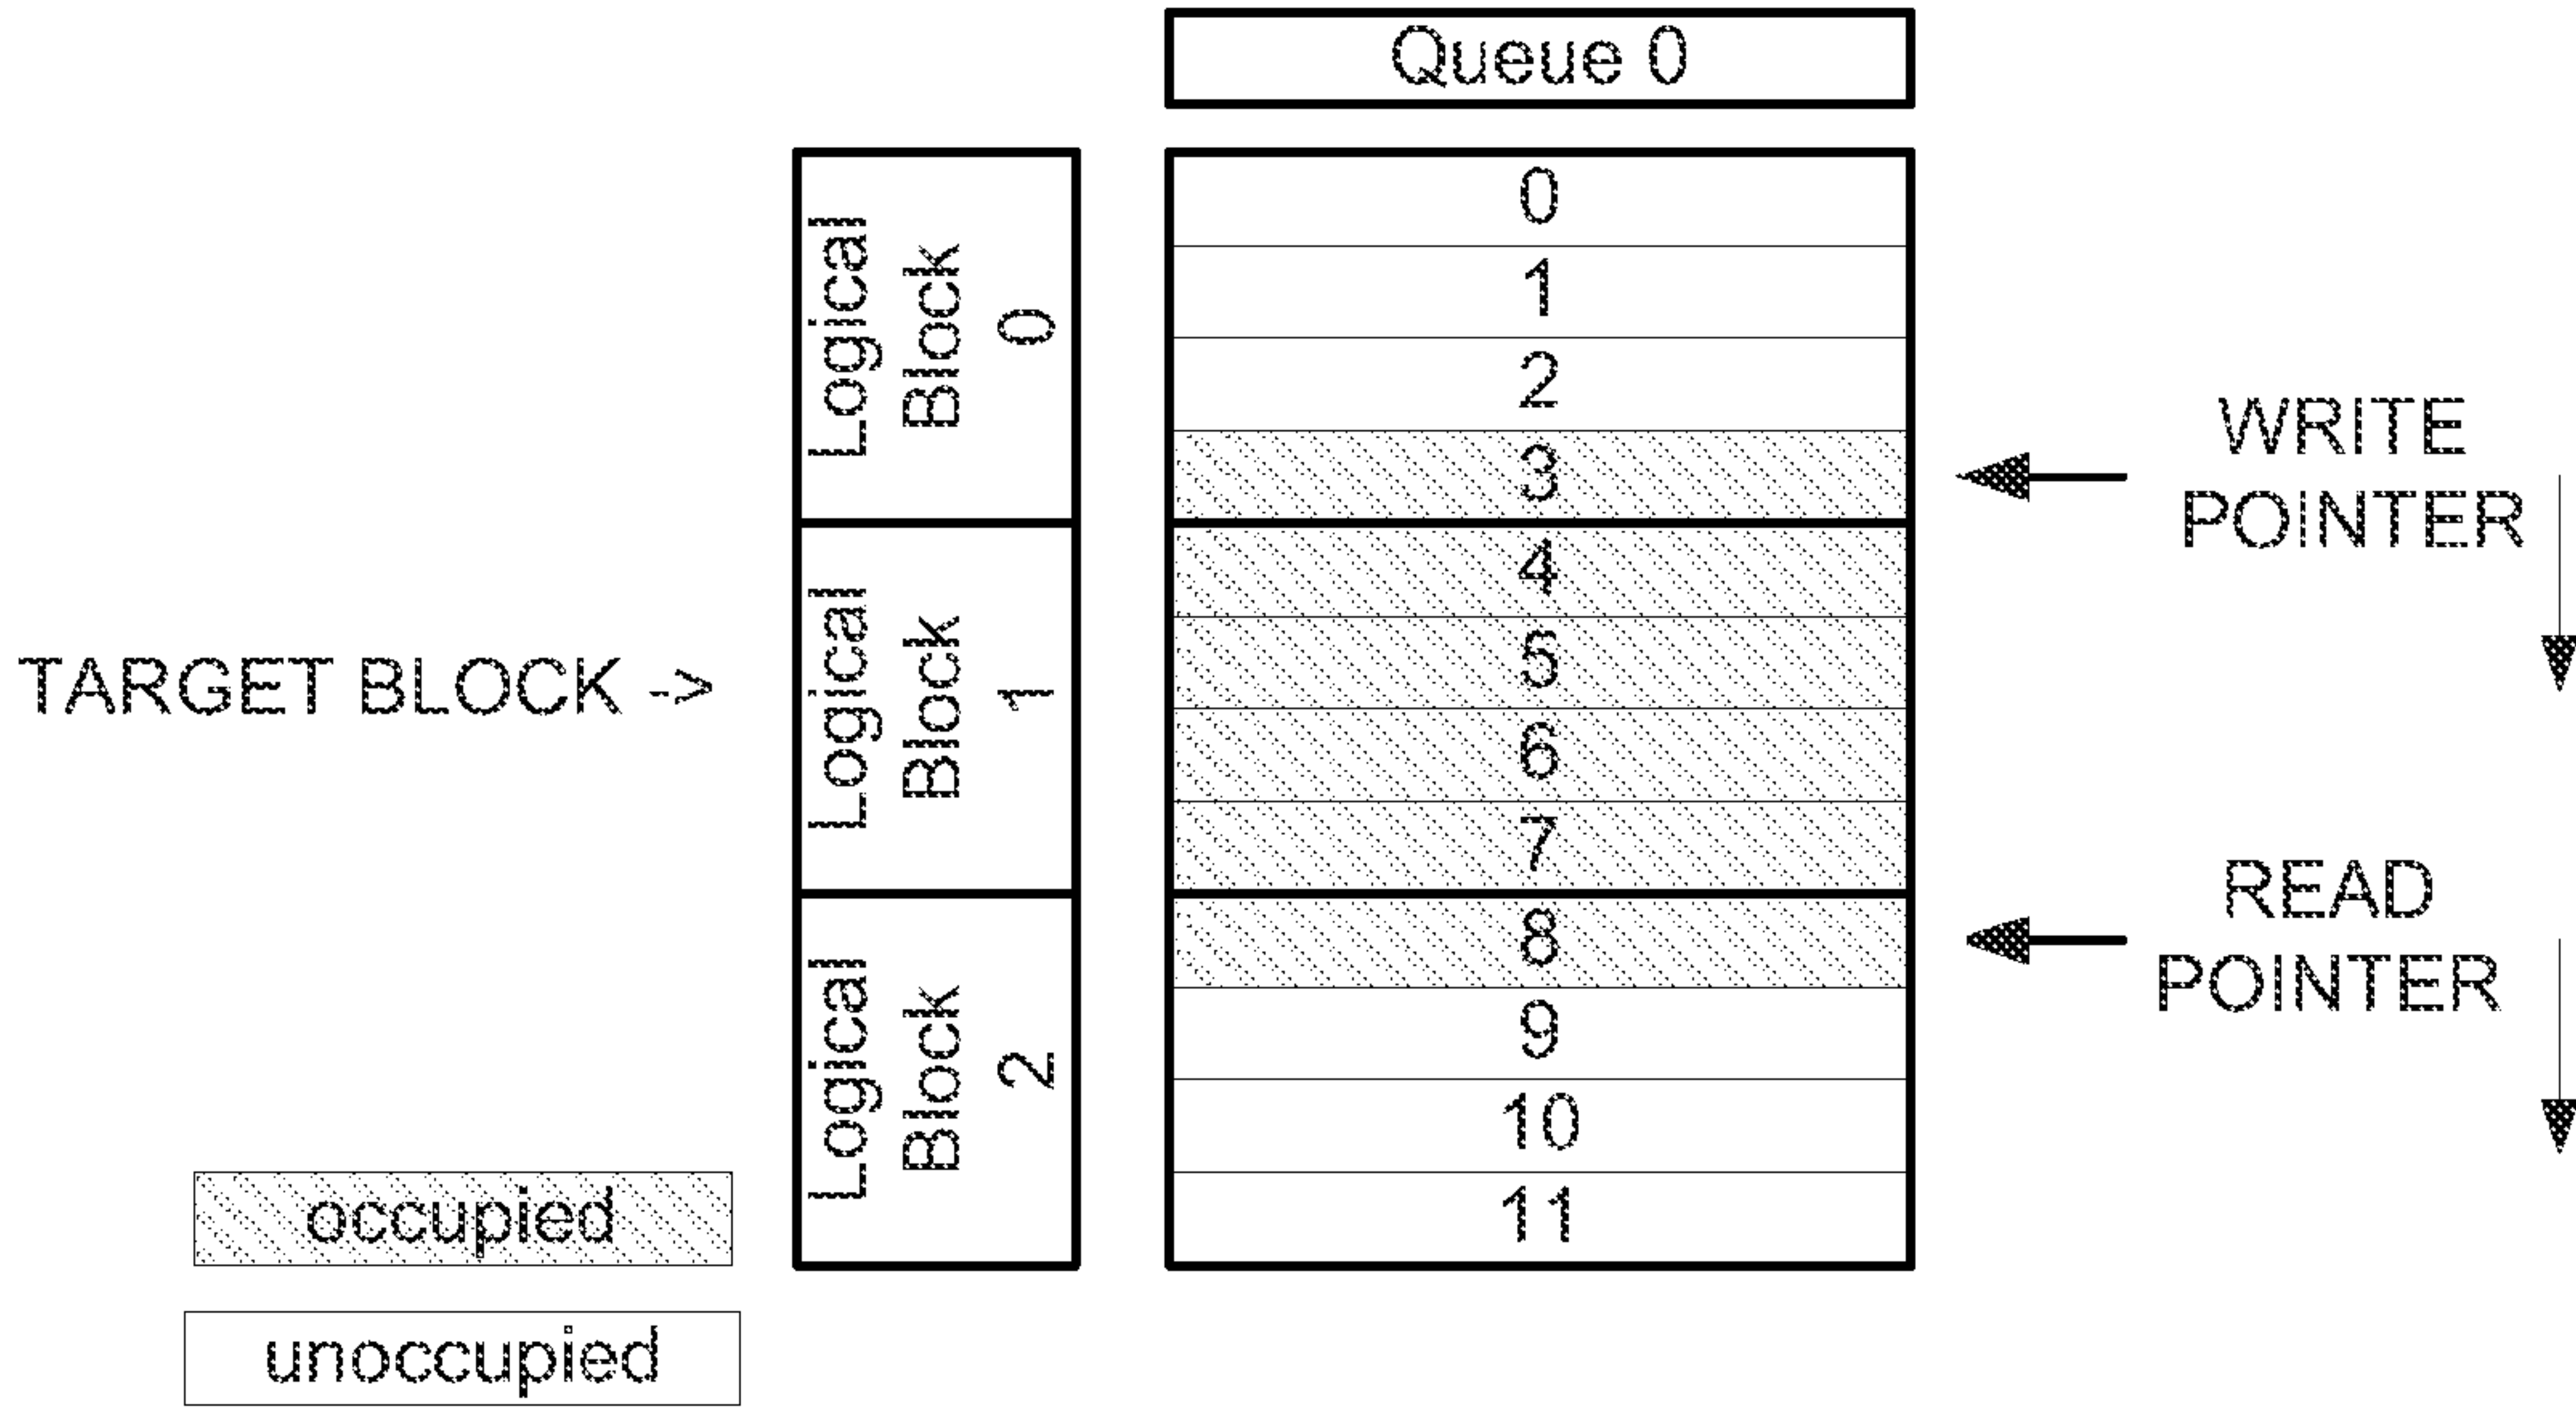 Queue 0
Logical
Block
0
Logical
Block
1
Logical
Block
2
0
1
2
3
4
5
6
7
8
9
10
11
WRITE
POINTER
READ
POINTER
TARGET BLOCK ->
occupied
unoccupied